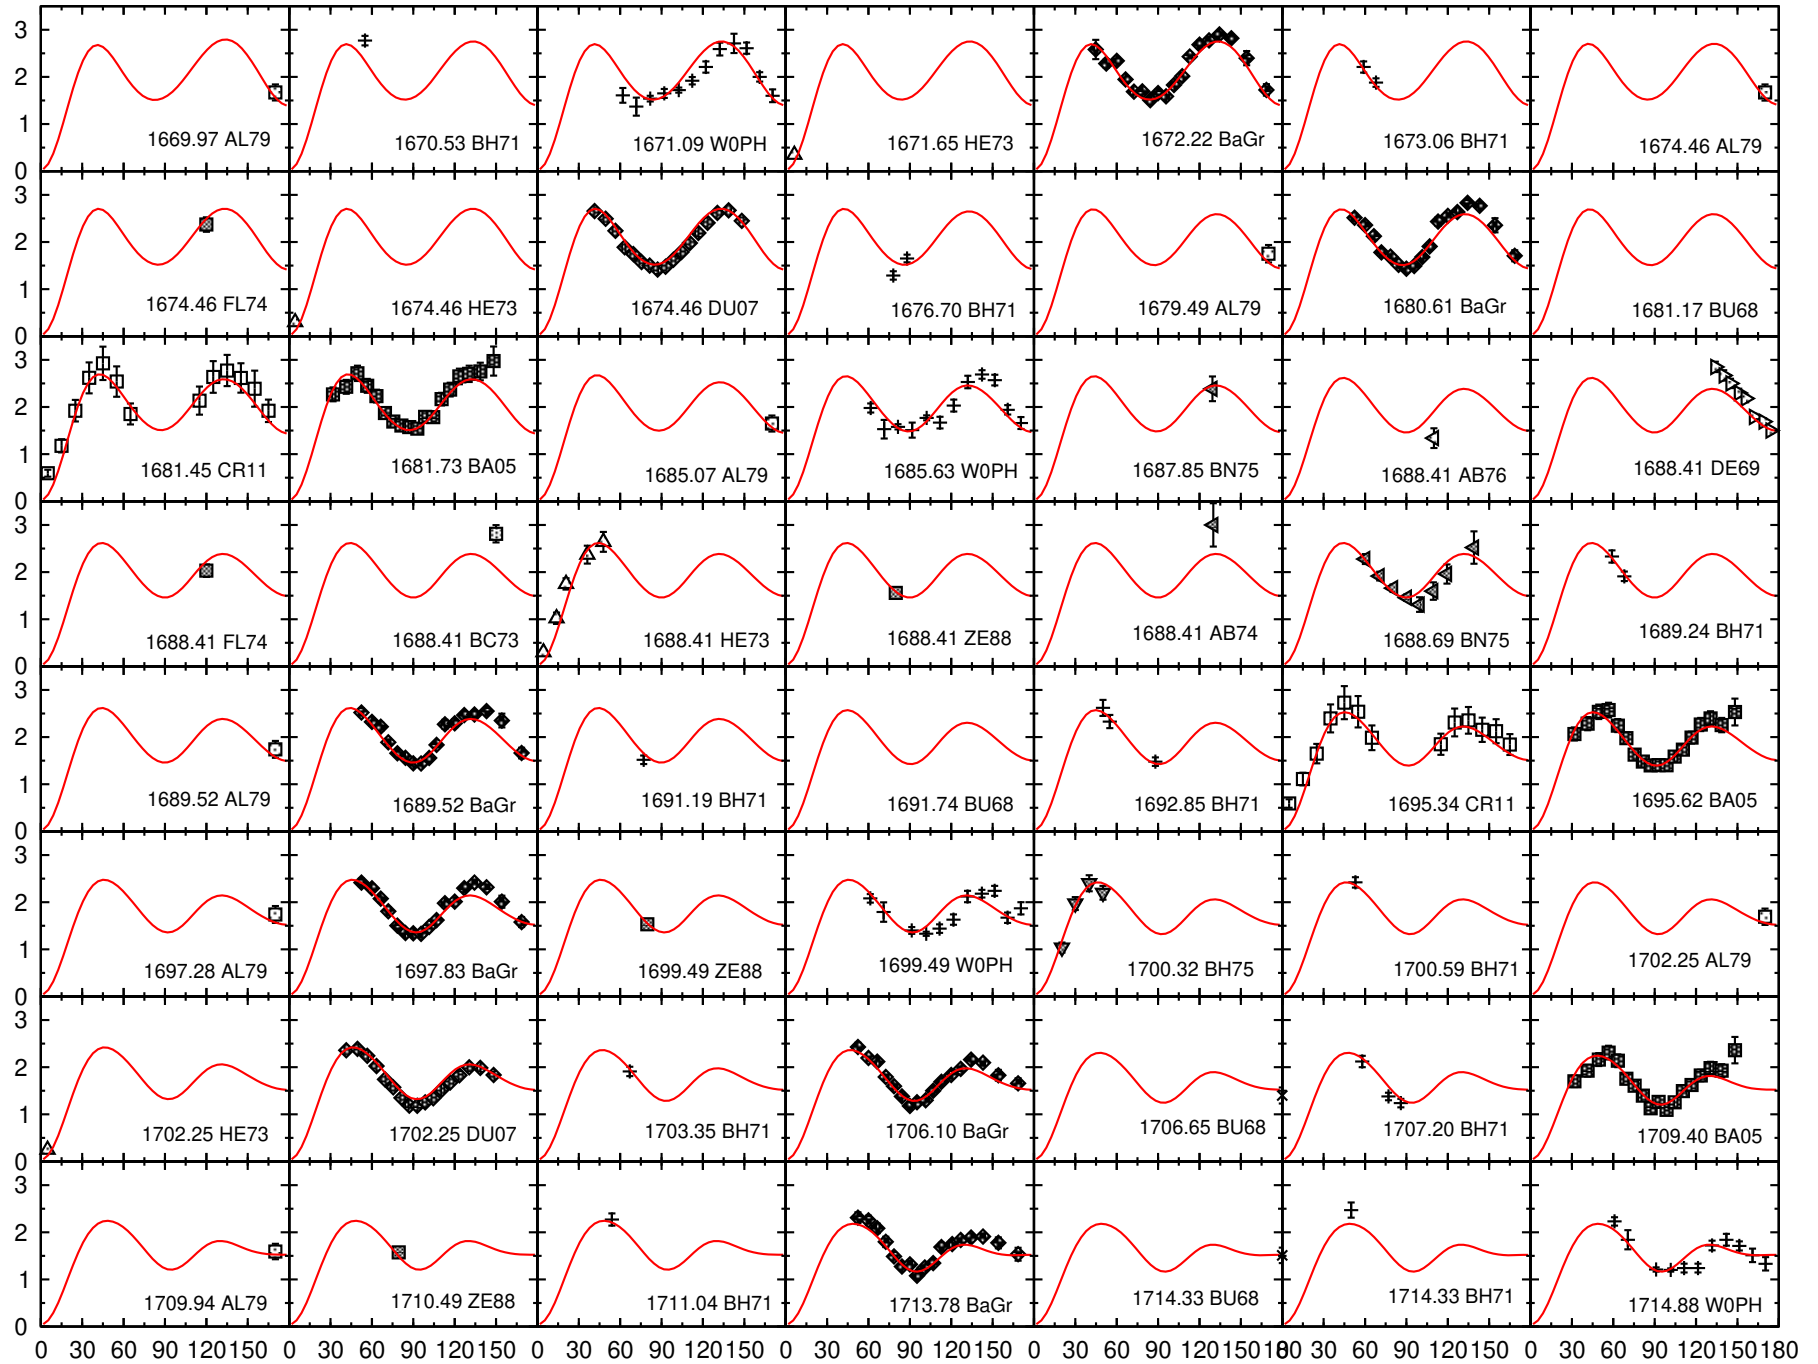 3
2
1
0
1669.97 AL79
1670.53 BH71
1671.09 W0PH
1671.65 HE73
1672.22 BaGr
1673.06 BH71
1674.46 AL79
3
2
1
0
1674.46 FL74
1674.46 HE73
1674.46 DU07
1676.70 BH71
1679.49 AL79
1680.61 BaGr
1681.17 BU68
3
2
1
0
1681.45 CR11
1681.73 BA05
1685.07 AL79
1685.63 W0PH
1687.85 BN75
1688.41 AB76
1688.41 DE69
3
2
1
0
1688.41 FL74
1688.41 BC73
1688.41 HE73
1688.41 ZE88
1688.41 AB74
1688.69 BN75
1689.24 BH71
3
2
1
0
1689.52 AL79
1689.52 BaGr
1691.19 BH71
1691.74 BU68
1692.85 BH71
1695.34 CR11
1695.62 BA05
3
2
1
0
1697.28 AL79
1697.83 BaGr
1699.49 ZE88
1699.49 W0PH
1700.32 BH75
1700.59 BH71
1702.25 AL79
3
2
1
0
1702.25 HE73
1702.25 DU07
1703.35 BH71
1706.10 BaGr
1706.65 BU68
1707.20 BH71
1709.40 BA05
3
2
1
0
1709.94 AL79
1710.49 ZE88
1711.04 BH71
1713.78 BaGr
1714.33 BU68
1714.33 BH71
1714.88 W0PH
0 30 60 90 120150 0 30 60 90 120150 0 30 60 90 120150 0 30 60 90 120150 0 30 60 90 120150 180 0 30 60 90 120150 0 30 60 90 120150 180